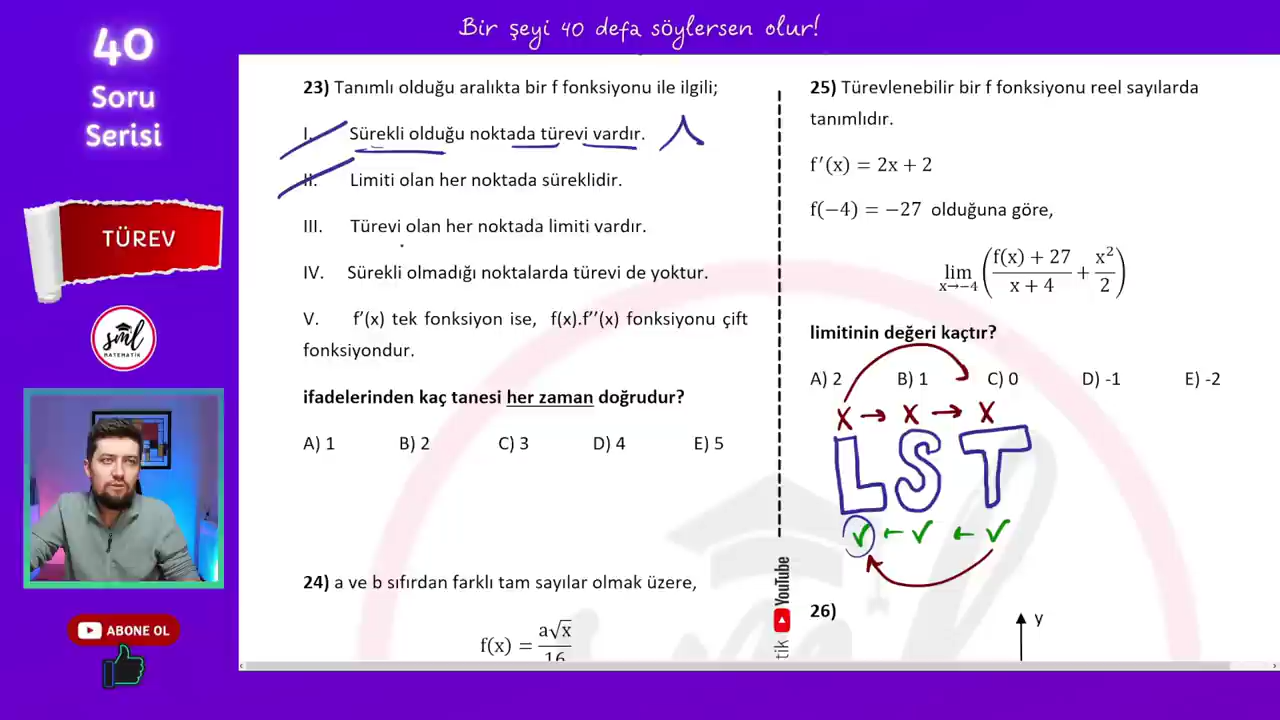 Bir şeyi 40 defa söylersen olur!
40
Soru
Serisi
TÜREV
sml
MATEMATİK
ABONE OL
23) Tanımlı olduğu aralıkta bir f fonksiyonu ile ilgili;
I. Sürekli olduğu noktada türevi vardır.
II. Limiti olan her noktada süreklidir.
III. Türevi olan her noktada limiti vardır.
IV. Sürekli olmadığı noktalarda türevi de yoktur.
V. f'(x) tek fonksiyon ise, f(x).f''(x) fonksiyonu çift
fonksiyondur.
ifadelerinden kaç tanesi her zaman doğrudur?
A) 1 B) 2 C) 3 D) 4 E) 5
24) a ve b sıfırdan farklı tam sayılar olmak üzere,
f(x) = a√x / 16
tik YouTube
25) Türevlenebilir bir f fonksiyonu reel sayılarda
tanımlıdır.
f'(x) = 2x + 2
f(−4) = −27 olduğuna göre,
lim x→−4 ( f(x) + 27 / x + 4 + x² / 2 )
limitinin değeri kaçtır?
A) 2 B) 1 C) 0 D) -1 E) -2
X → X → X
L S T
✓ ← ✓ ← ✓
26)
y